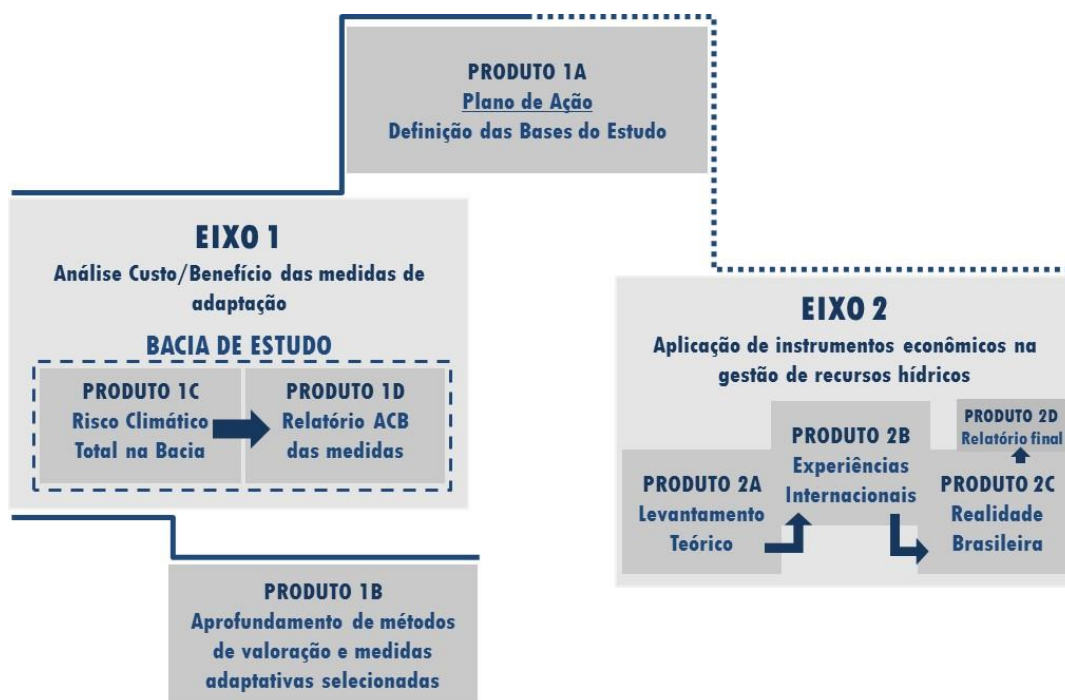 PRODUTO 1A
Plano de Ação
Definição das Bases do Estudo
EIXO 1
Análise Custo/Benefício das medidas de
adaptação
BACIA DE ESTUDO
PRODUTO 1C
Risco Climático
Total na Bacia
PRODUTO 1D
Relatório ACB
das medidas
PRODUTO 1B
Aprofundamento de métodos
de valoração e medidas
adaptativas selecionadas
EIXO 2
Aplicação de instrumentos econômicos na
gestão de recursos hídricos
PRODUTO 2A
Levantamento
Teórico
PRODUTO 2B
Experiências
Internacionais
PRODUTO 2C
Realidade
Brasileira
PRODUTO 2D
Relatório final